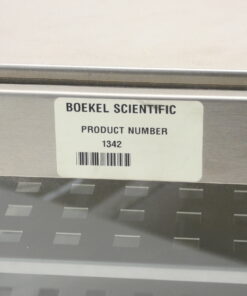 BOEKEL SCIENTIFIC
PRODUCT NUMBER
1342